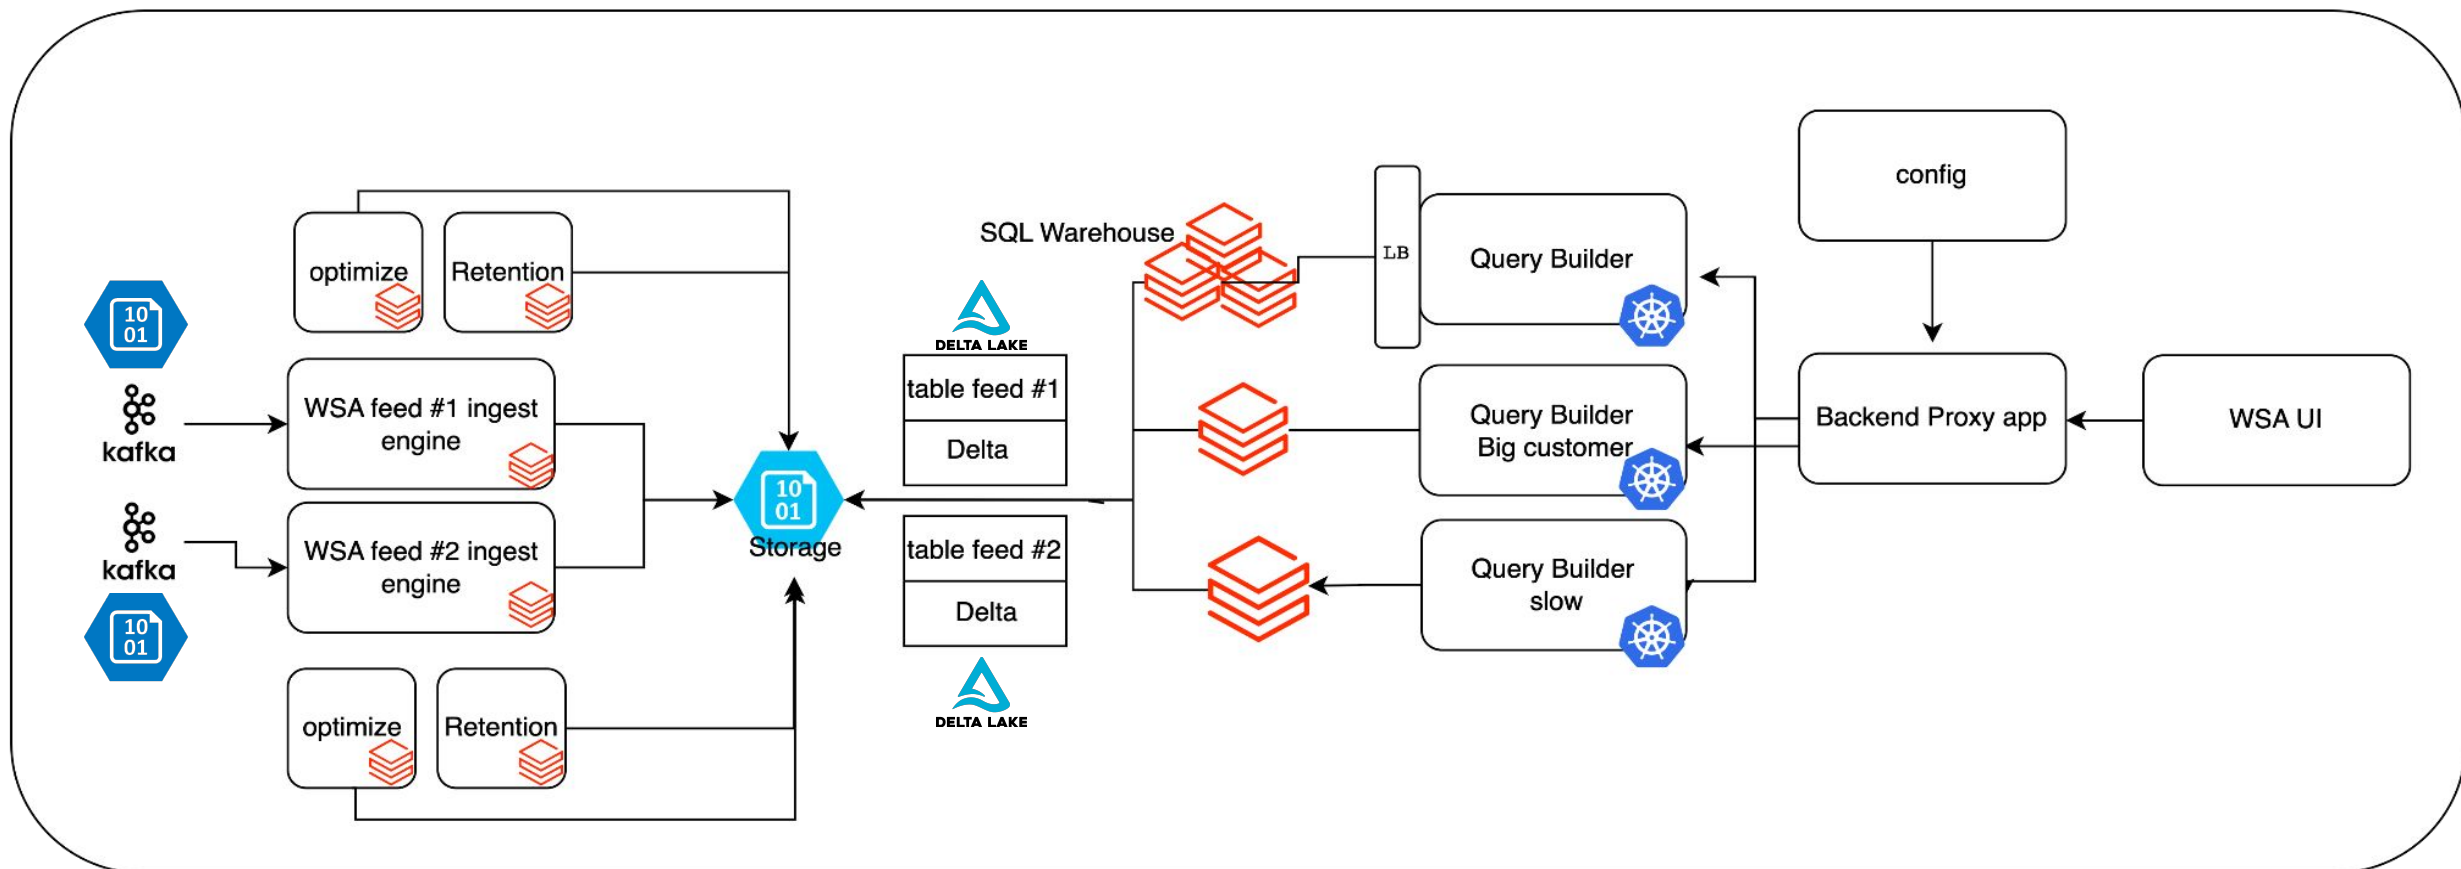 optimize
Retention
10
01
kafka
WSA feed #1 ingest
engine
kafka
WSA feed #2 ingest
engine
10
01
optimize
Retention
10
01
Storage
DELTA LAKE
table feed #1
Delta
table feed #2
Delta
DELTA LAKE
SQL Warehouse
LB
Query Builder
Query Builder
Big customer
Query Builder
slow
config
Backend Proxy app
WSA UI